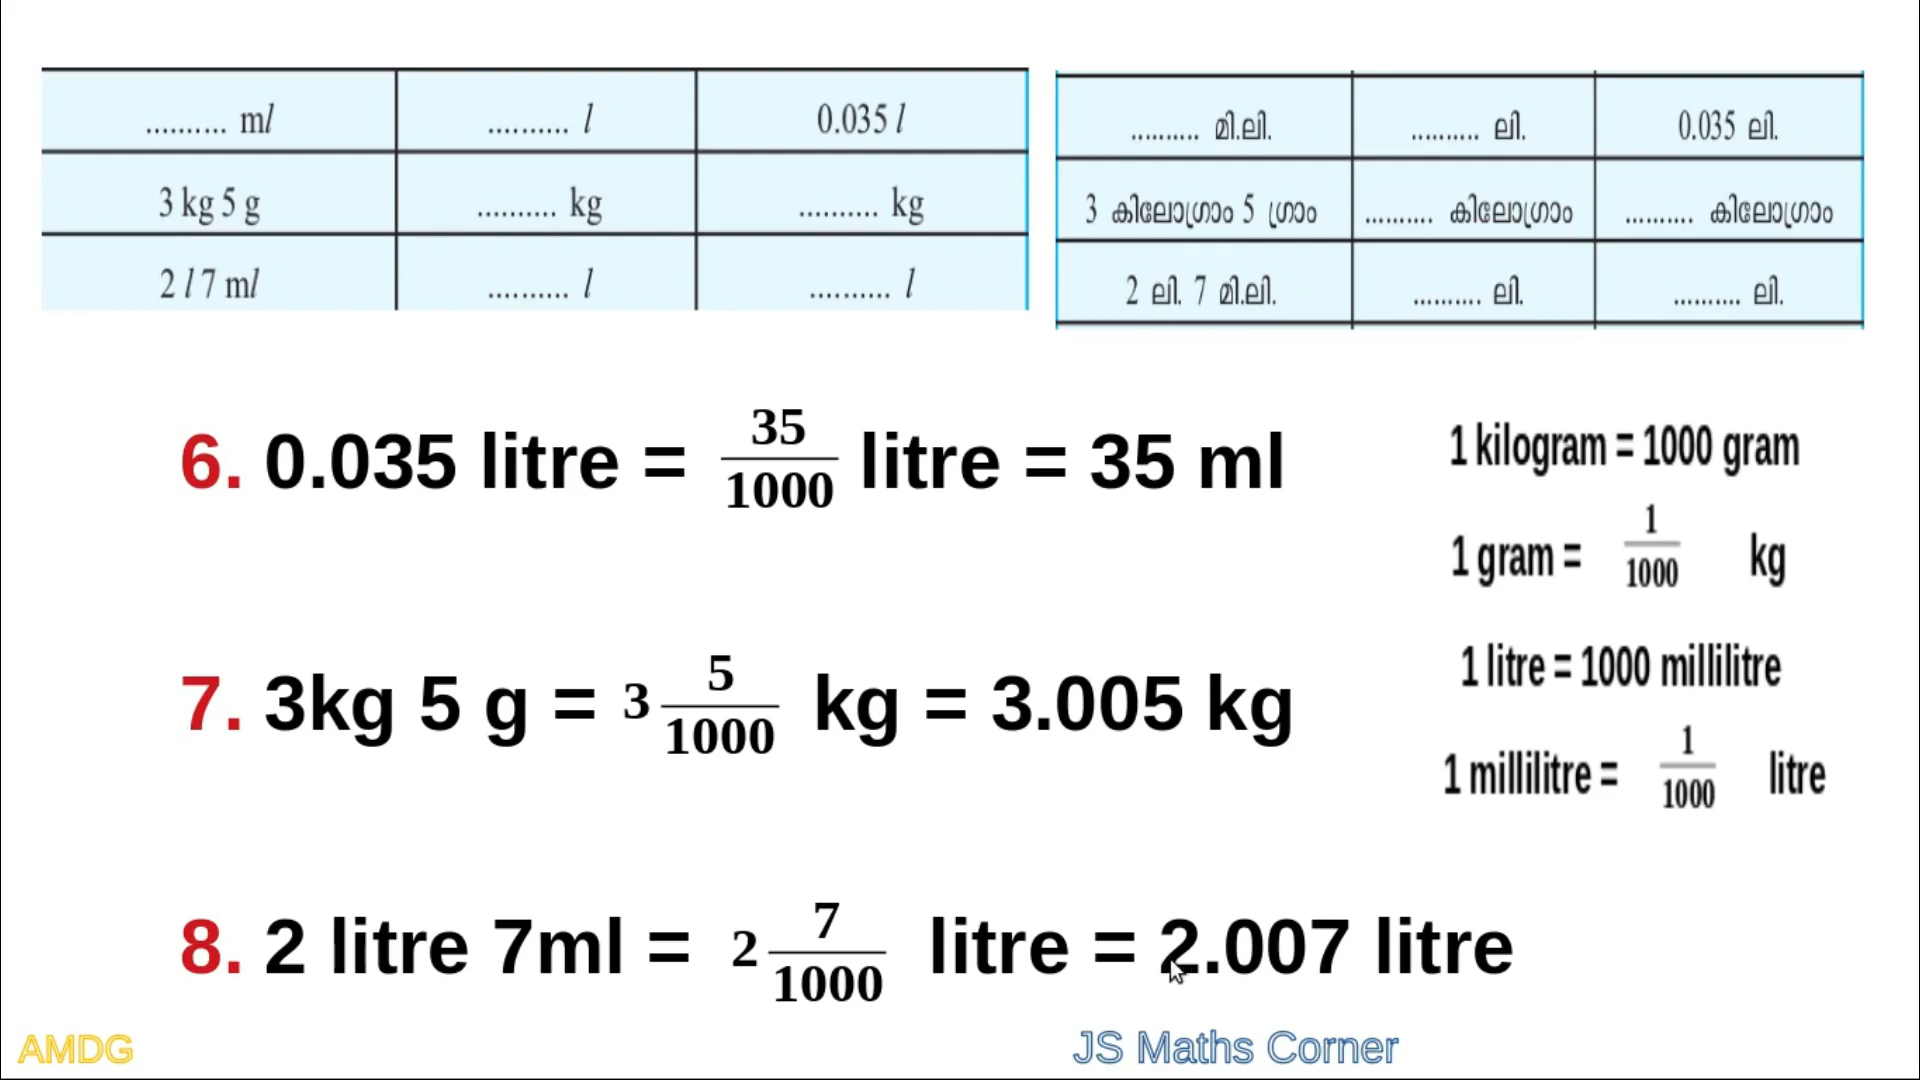 .......... ml .......... l 0.035 l
3 kg 5 g .......... kg .......... kg
2 l 7 ml .......... l .......... l
.......... മി.ലി. .......... ലി. 0.035 ലി.
3 കിലോഗ്രാം 5 ഗ്രാം .......... കിലോഗ്രാം .......... കിലോഗ്രാം
2 ലി. 7 മി.ലി. .......... ലി. .......... ലി.
6. 0.035 litre = 35/1000 litre = 35 ml
7. 3kg 5 g = 3 5/1000 kg = 3.005 kg
8. 2 litre 7ml = 2 7/1000 litre = 2.007 litre
1 kilogram = 1000 gram
1 gram = 1/1000 kg
1 litre = 1000 millilitre
1 millilitre = 1/1000 litre
AMDG
JS Maths Corner